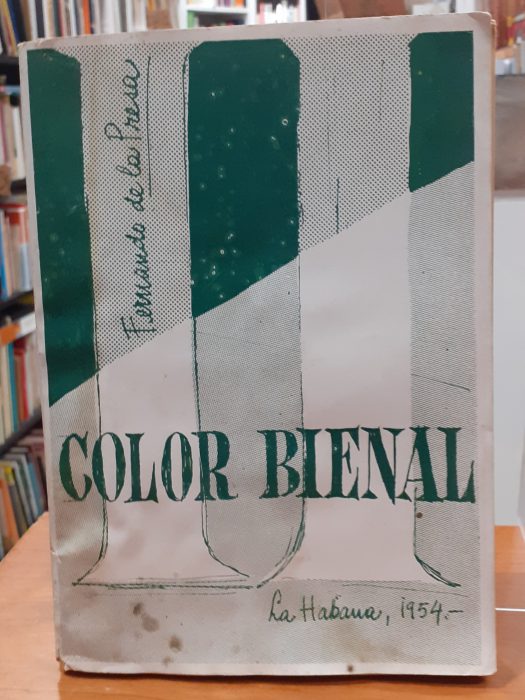 Fernando de la Presa
COLOR BIENAL
La Habana, 1954.-